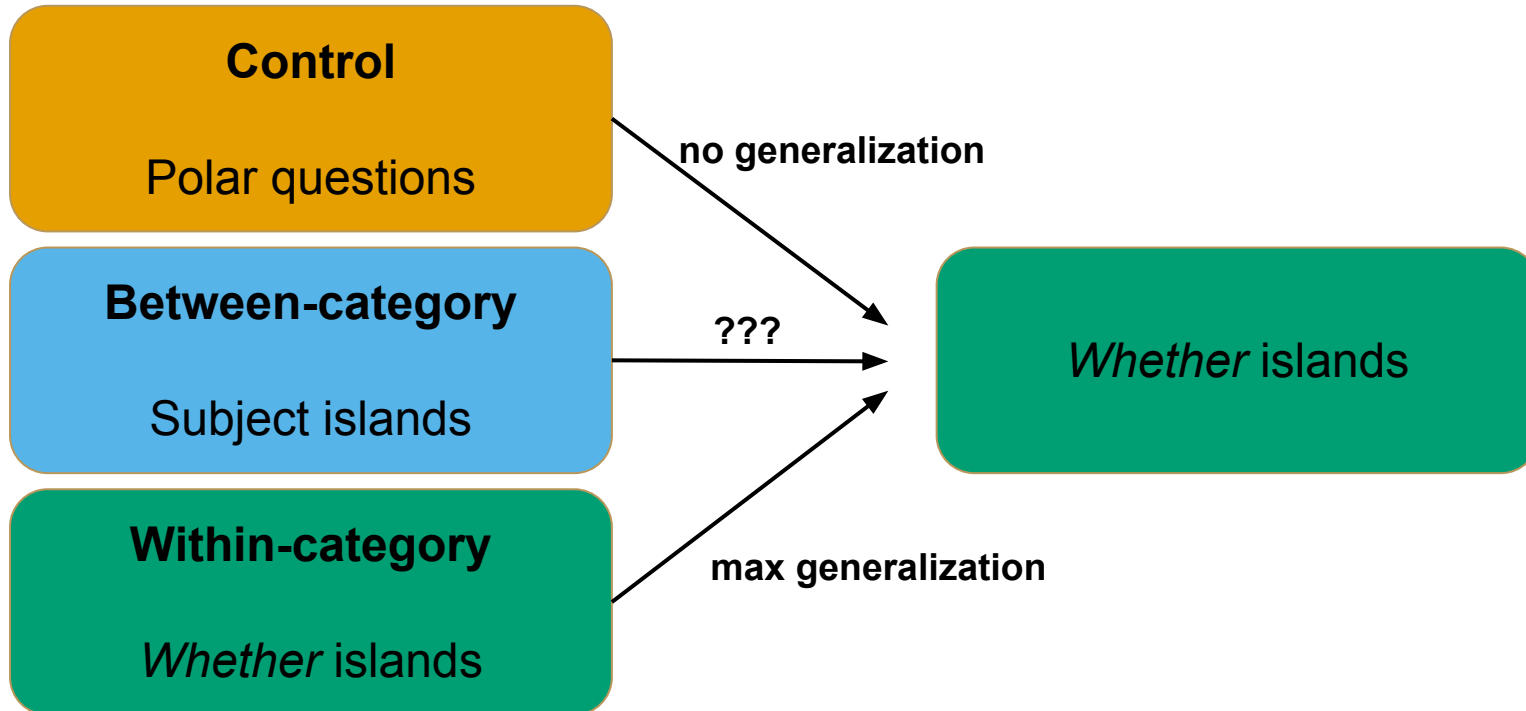 Control
Polar questions
no generalization
Between-category
Subject islands
???
Whether islands
Within-category
Whether islands
max generalization